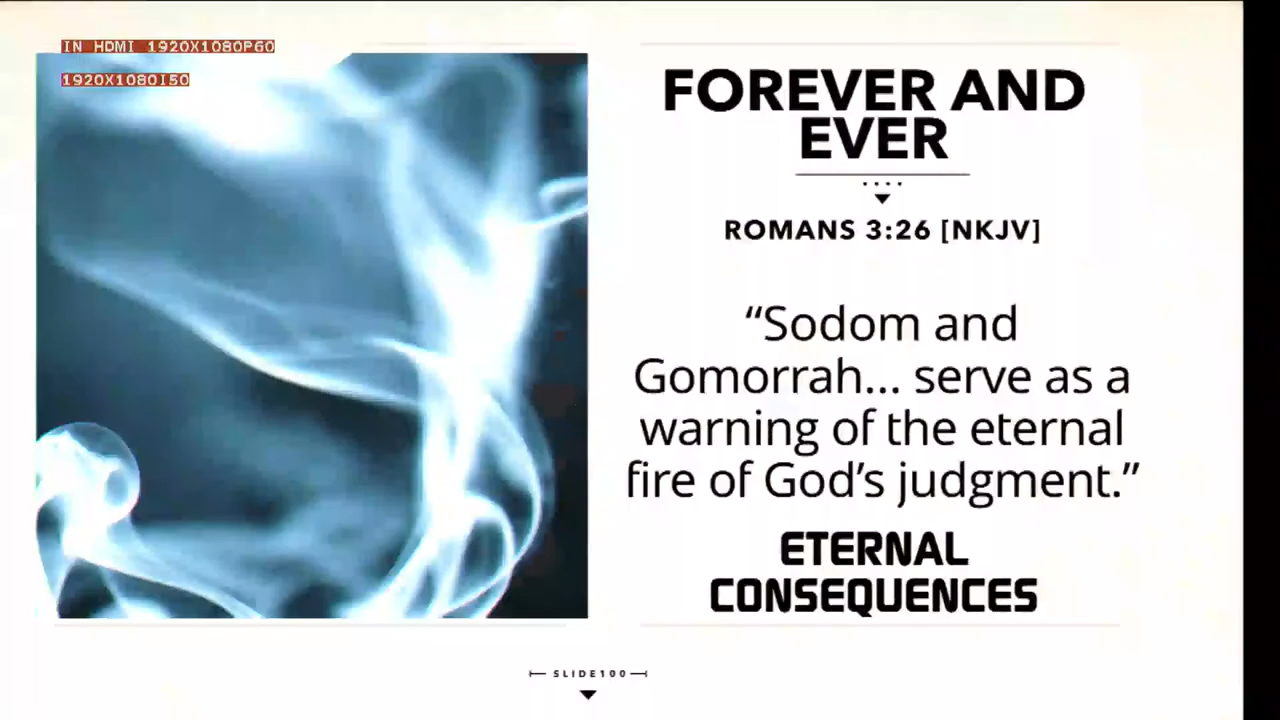 IN HDMI 1920X1080P60
1920X1080I50
FOREVER AND
EVER
ROMANS 3:26 [NKJV]
“Sodom and
Gomorrah... serve as a
warning of the eternal
fire of God’s judgment.”
ETERNAL
CONSEQUENCES
SLIDE100